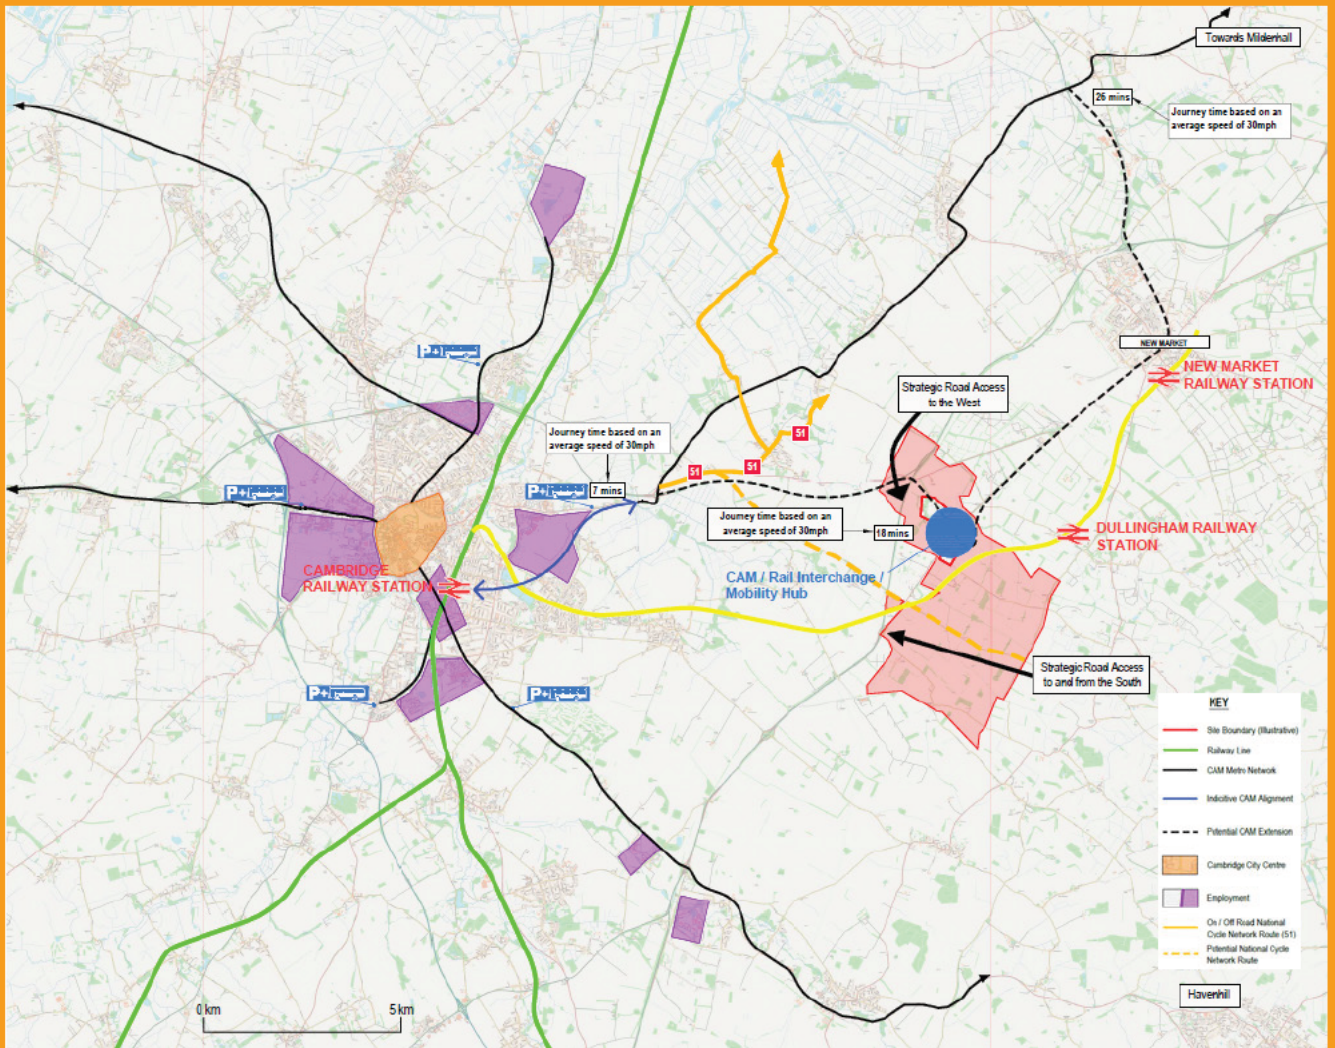 Towards Mildenhall
26 mins
Journey time based on an
average speed of 30mph
P+
NEW MARKET
NEW MARKET
RAILWAY STATION
Strategic Road Access
to the West
Journey time based on an
average speed of 30mph
51
51
51
P+
P+
7 mins
Journey time based on an
average speed of 30mph
18 mins
DULLINGHAM RAILWAY
STATION
CAMBRIDGE
RAILWAY STATION
CAM / Rail Interchange /
Mobility Hub
Strategic Road Access
to and from the South
P+
P+
KEY
Site Boundary (Illustrative)
Railway Line
CAM Metro Network
Indicitive CAM Alignment
Potential CAM Extension
Cambridge City Centre
Employment
On / Off Road National
Cycle Network Route (51)
Potential National Cycle
Network Route
Havenhill
0 km
5 km